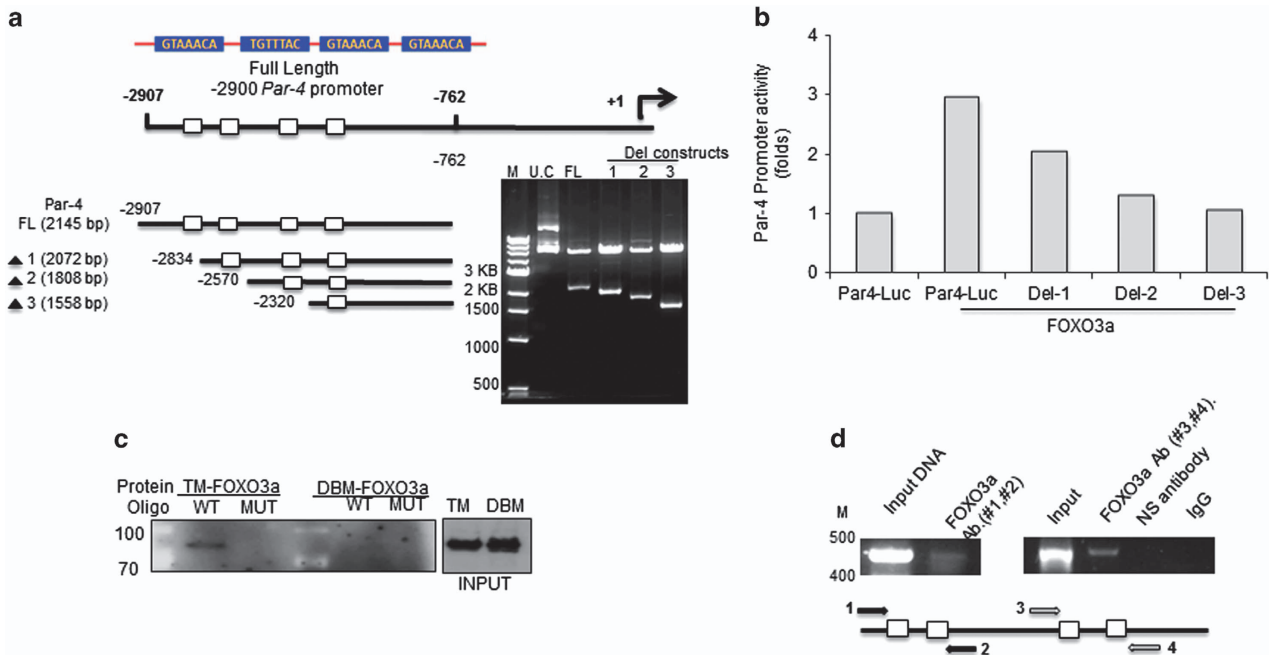 a
GTAAACA TGTTTAC GTAAACA GTAAACA
Full Length
-2900 Par-4 promoter
-2907
-762
+1
-762
Del constructs
M U.C FL 1 2 3
Par-4
FL (2145 bp)
-2907
▲ 1 (2072 bp)
-2834
▲ 2 (1808 bp)
-2570
▲ 3 (1558 bp)
-2320
3 KB
2 KB
1500
1000
500
b
Par-4 Promoter activity
(folds)
4
3
2
1
0
Par4-Luc Par4-Luc Del-1 Del-2 Del-3
FOXO3a
c
Protein TM-FOXO3a DBM-FOXO3a
Oligo WT MUT WT MUT TM DBM
100
70
INPUT
d
M
Input DNA
FOXO3a
Ab.(#1,#2)
Input
FOXO3a Ab (#3,#4).
NS antibody
IgG
500
400
1
2
3
4